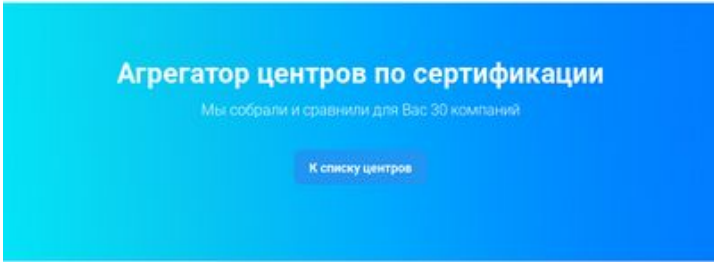 Агрегатор центров по сертификации
Мы собрали и сравнили для Вас 30 компаний
К списку центров